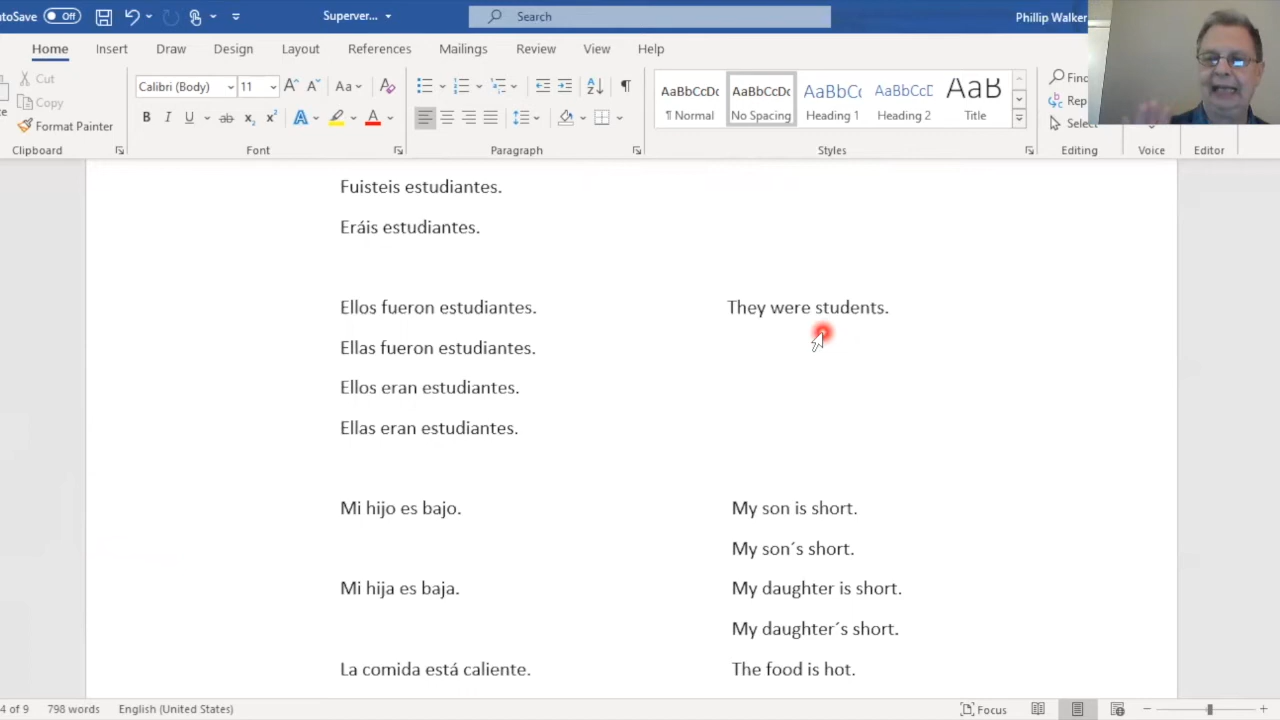 AutoSave Off Superver... Search Phillip Walker
Home Insert Draw Design Layout References Mailings Review View Help
Cut
Copy
Format Painter
Clipboard
Calibri (Body) 11
Font
Paragraph
AaBbCcDc AaBbCcDc AaBbCc AaBbCcD AaB
¶ Normal No Spacing Heading 1 Heading 2 Title
Styles
Select
Editing Voice Editor
Fuisteis estudiantes.
Eráis estudiantes.
Ellos fueron estudiantes. They were students.
Ellas fueron estudiantes.
Ellos eran estudiantes.
Ellas eran estudiantes.
Mi hijo es bajo. My son is short.
My son´s short.
Mi hija es baja. My daughter is short.
My daughter´s short.
La comida está caliente. The food is hot.
4 of 9 798 words English (United States) Focus